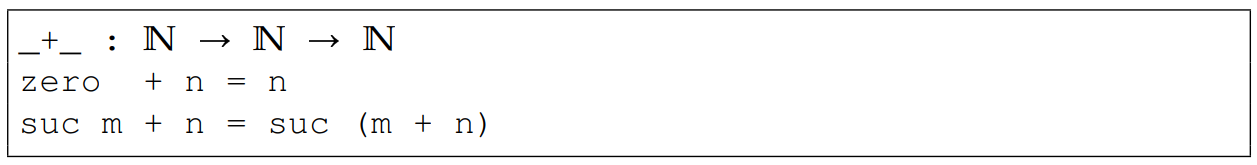 _+_ : ℕ → ℕ → ℕ
zero  + n = n
suc m + n = suc (m + n)